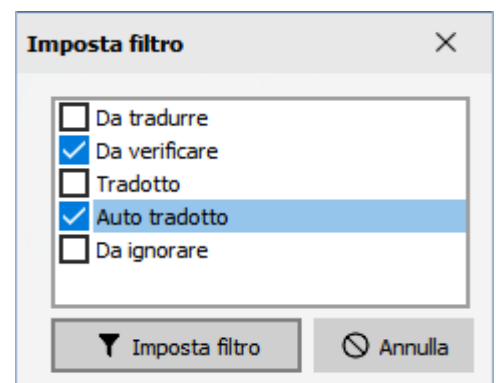 Imposta filtro
Da tradurre
Da verificare
Tradotto
Auto tradotto
Da ignorare
Imposta filtro
Annulla